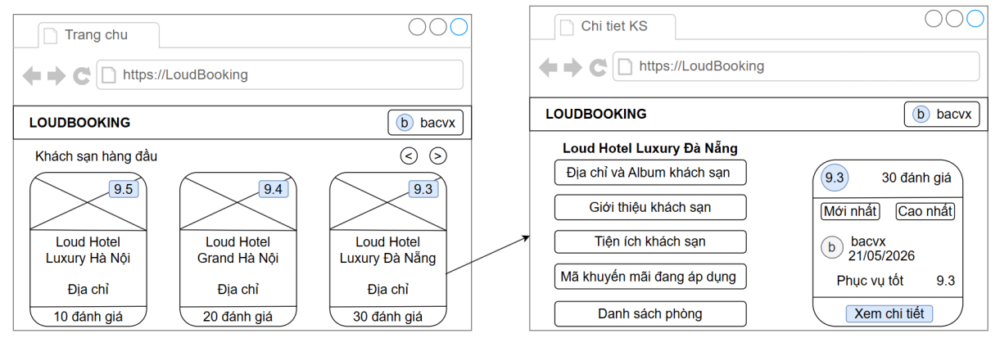 Trang chu
https://LoudBooking
LOUDBOOKING
b bacvx
Khách sạn hàng đầu
< >
9.5
Loud Hotel
Luxury Hà Nội
Địa chỉ
10 đánh giá
9.4
Loud Hotel
Grand Hà Nội
Địa chỉ
20 đánh giá
9.3
Loud Hotel
Luxury Đà Nẵng
Địa chỉ
30 đánh giá
Chi tiet KS
https://LoudBooking
LOUDBOOKING
b bacvx
Loud Hotel Luxury Đà Nẵng
Địa chỉ và Album khách sạn
Giới thiệu khách sạn
Tiện ích khách sạn
Mã khuyến mãi đang áp dụng
Danh sách phòng
9.3 30 đánh giá
Mới nhất Cao nhất
b bacvx
21/05/2026
Phục vụ tốt 9.3
Xem chi tiết